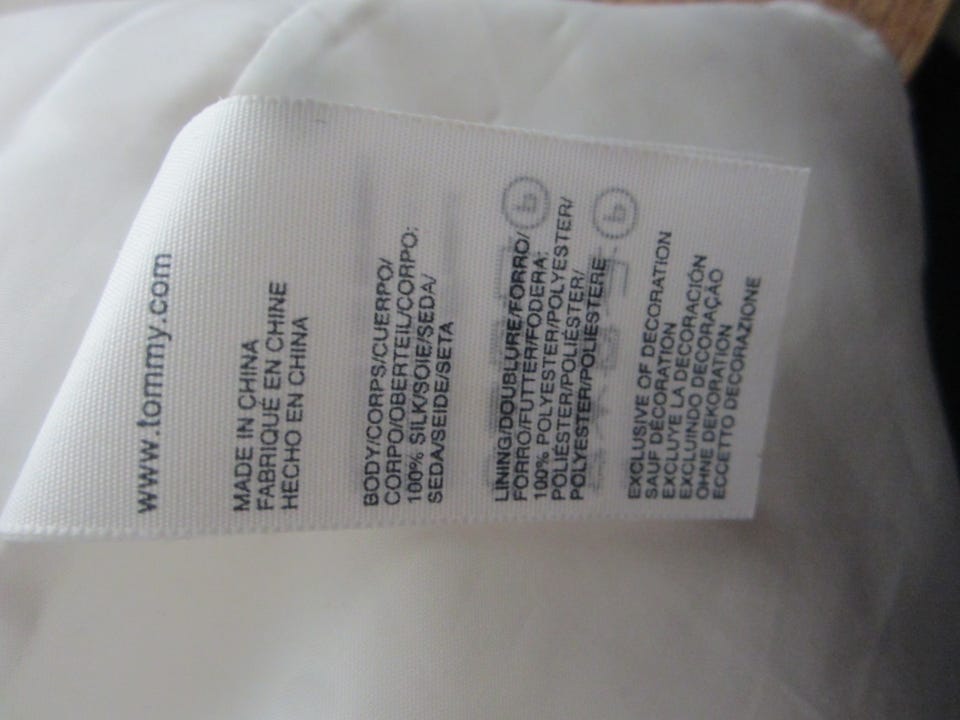 www.tommy.com
MADE IN CHINA
FABRIQUÉ EN CHINE
HECHO EN CHINA
BODY/CORPS/CUERPO/
CORPO/OBERTEIL/CORPO:
100% SILK/SOIE/SEDA/
SEDA/SEIDE/SETA
LINING/DOUBLURE/FORRO/
FORRO/FUTTER/FODERA:
100% POLYESTER/POLYESTER/
POLIÉSTER/POLIÉSTER/
POLYESTER/POLIESTERE
EXCLUSIVE OF DECORATION
SAUF DÉCORATION
EXCLUYE LA DECORACIÓN
EXCLUINDO DECORAÇÃO
OHNE DEKORATION
ECCETTO DECORAZIONE